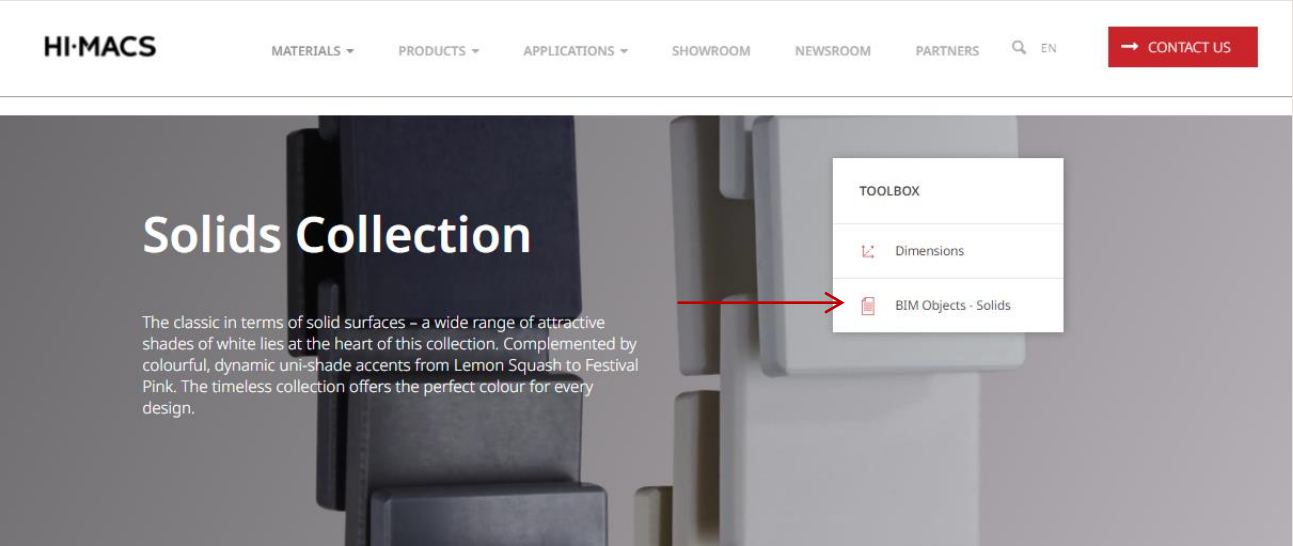 HI·MACS
MATERIALS
PRODUCTS
APPLICATIONS
SHOWROOM
NEWSROOM
PARTNERS
EN
CONTACT US
Solids Collection
The classic in terms of solid surfaces – a wide range of attractive
shades of white lies at the heart of this collection. Complemented by
colourful, dynamic uni-shade accents from Lemon Squash to Festival
Pink. The timeless collection offers the perfect colour for every
design.
TOOLBOX
Dimensions
BIM Objects - Solids